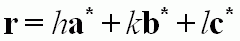 r = ha* + kb* + lc*